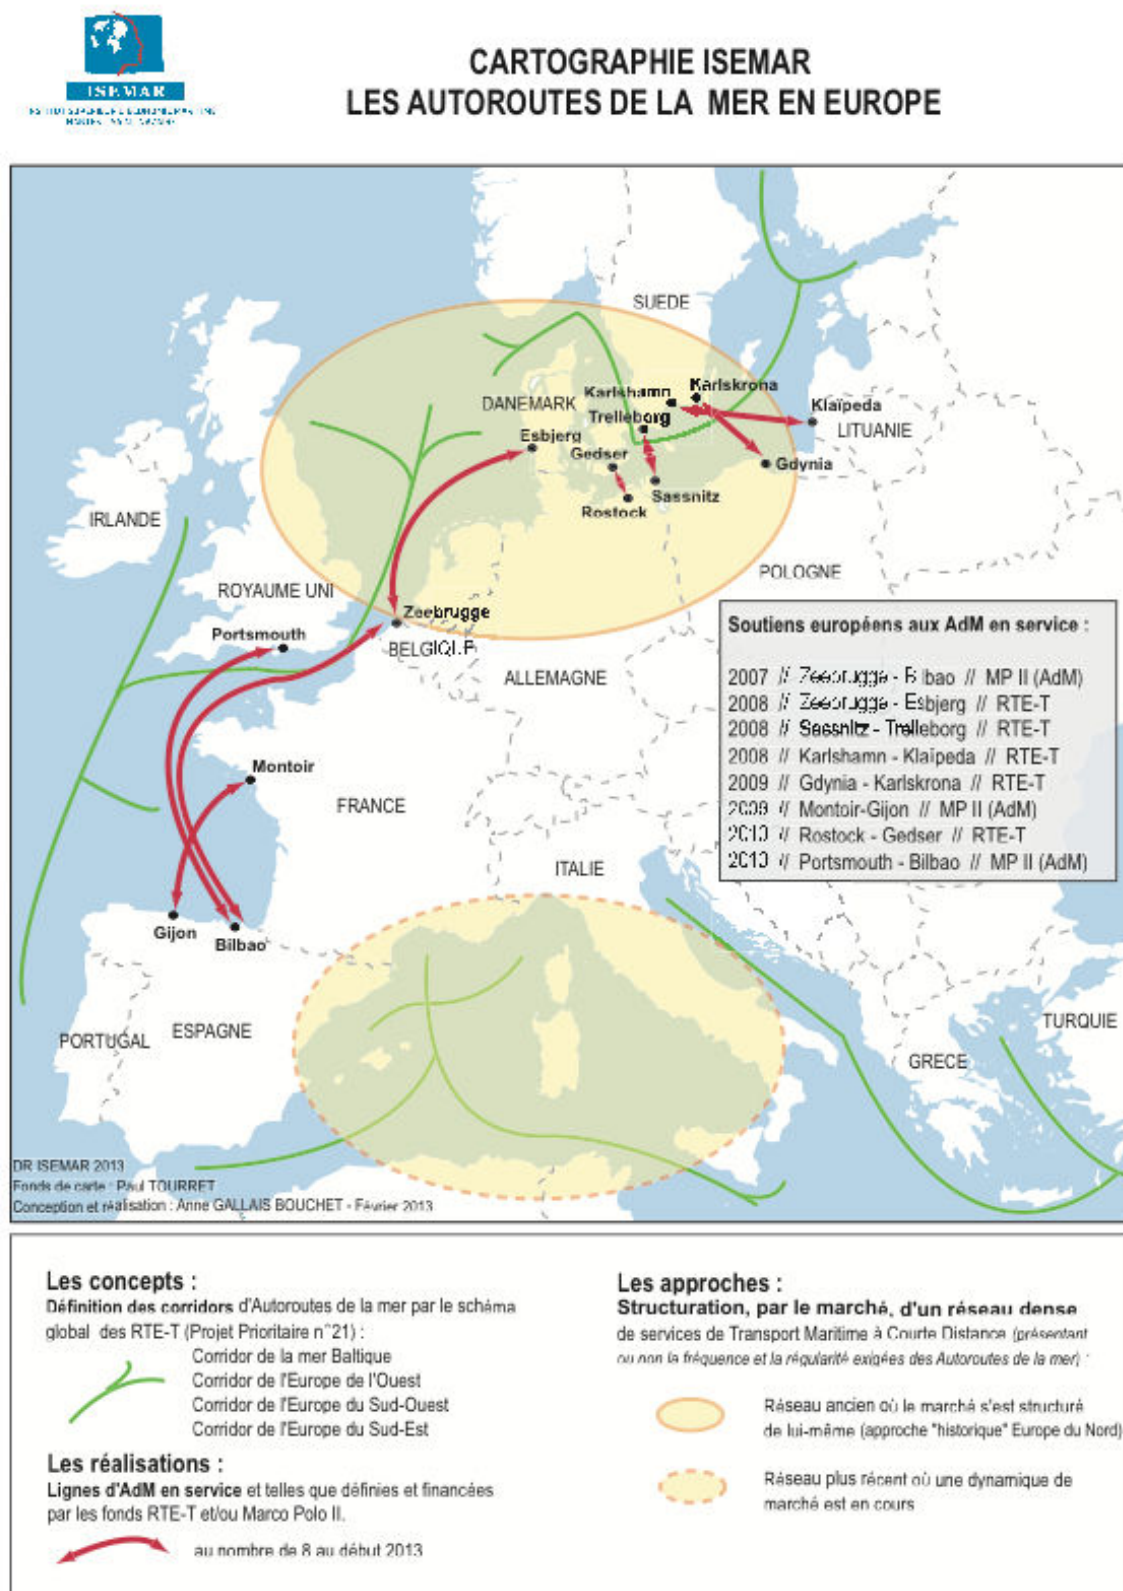 ISEMAR
CARTOGRAPHIE ISEMAR
LES AUTOROUTES DE LA MER EN EUROPE
SUEDE
Karlskrona
Karlshamn
DANEMARK
Klaïpeda
Trelleborg
LITUANIE
Esbjerg
Gedser
Gdynia
Sassnitz
Rostock
IRLANDE
POLOGNE
ROYAUME UNI
Zeebrugge
Portsmouth
BELGIQUE
ALLEMAGNE
Montoir
FRANCE
ITALIE
Gijon
Bilbao
PORTUGAL
ESPAGNE
TURQUIE
GRECE
Soutiens européens aux AdM en service :
2007 // Zeebrugge - Bilbao // MP II (AdM)
2008 // Zeebrugge - Esbjerg // RTE-T
2008 // Sassnitz - Trelleborg // RTE-T
2008 // Karlshamn - Klaipeda // RTE-T
2009 // Gdynia - Karlskrona // RTE-T
2009 // Montoir-Gijon // MP II (AdM)
2010 // Rostock - Gedser // RTE-T
2010 // Portsmouth - Bilbao // MP II (AdM)
DR ISEMAR 2013
Fonds de carte : Paul TOURRET
Conception et réalisation : Anne GALLAIS BOUCHET - Février 2013
Les concepts :
Définition des corridors d'Autoroutes de la mer par le schéma
global des RTE-T (Projet Prioritaire n°21) :
Corridor de la mer Baltique
Corridor de l'Europe de l'Ouest
Corridor de l'Europe du Sud-Ouest
Corridor de l'Europe du Sud-Est
Les réalisations :
Lignes d'AdM en service et telles que définies et financées
par les fonds RTE-T et/ou Marco Polo II.
au nombre de 8 au début 2013
Les approches :
Structuration, par le marché, d'un réseau dense
de services de Transport Maritime à Courte Distance (présentant
ou non la fréquence et la régularité exigées des Autoroutes de la mer) :
Réseau ancien où le marché s'est structuré
de lui-même (approche "historique" Europe du Nord)
Réseau plus récent où une dynamique de
marché est en cours